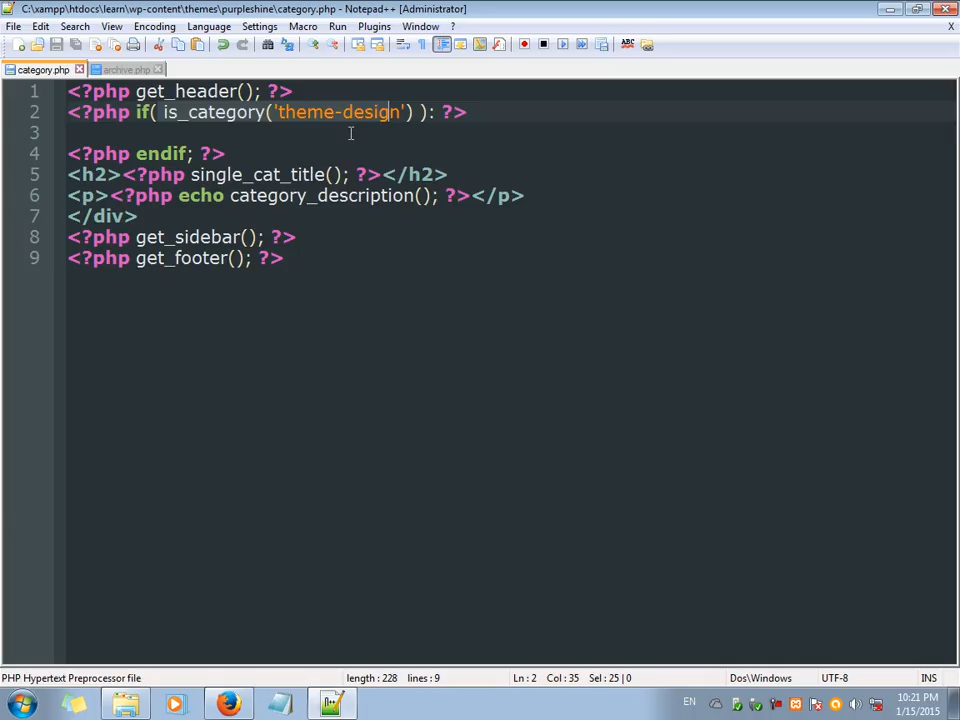 C:\xampp\htdocs\learn\wp-content\themes\purpleshine\category.php - Notepad++ [Administrator]
File Edit Search View Encoding Language Settings Macro Run Plugins Window ? X
category.php archive.php
1 <?php get_header(); ?>
2 <?php if( is_category('theme-design') ): ?>
3
4 <?php endif; ?>
5 <h2><?php single_cat_title(); ?></h2>
6 <p><?php echo category_description(); ?></p>
7 </div>
8 <?php get_sidebar(); ?>
9 <?php get_footer(); ?>
PHP Hypertext Preprocessor file length : 228 lines : 9 Ln : 2 Col : 35 Sel : 25 | 0 Dos\Windows UTF-8 INS
EN 10:21 PM
1/15/2015